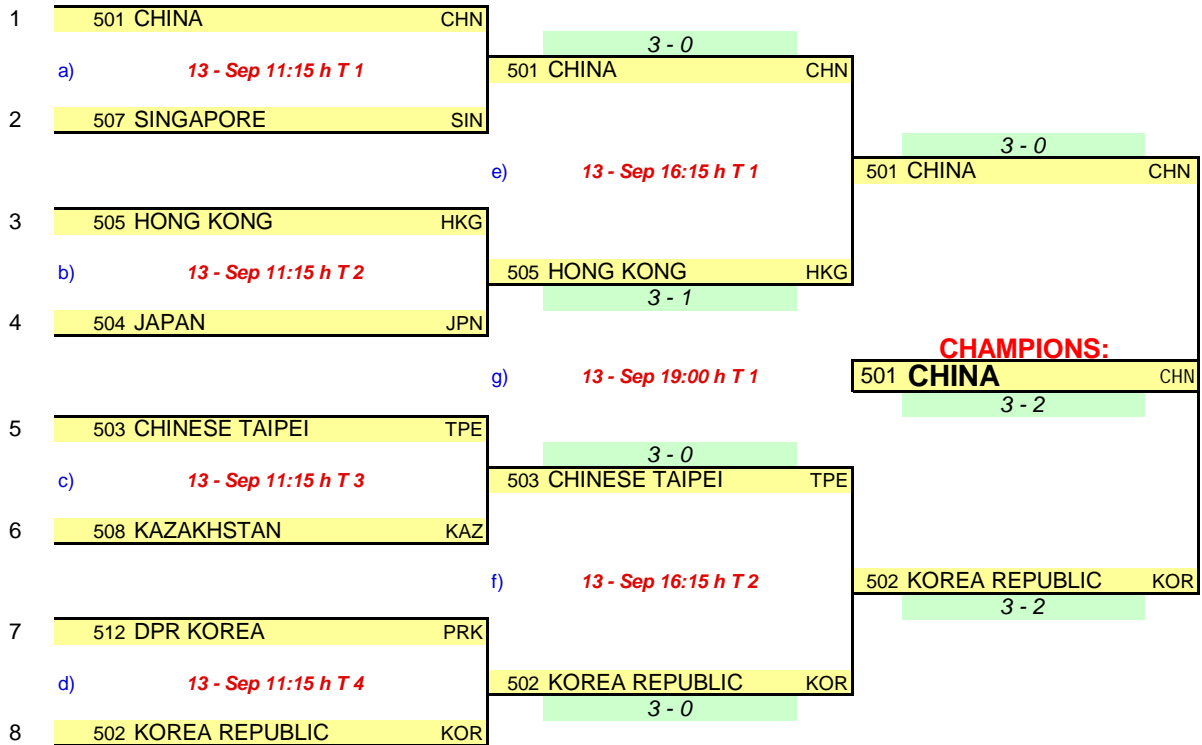 1 501 CHINA CHN
3 - 0
a) 13 - Sep 11:15 h T 1 501 CHINA CHN
2 507 SINGAPORE SIN
3 - 0
e) 13 - Sep 16:15 h T 1 501 CHINA CHN
3 505 HONG KONG HKG
b) 13 - Sep 11:15 h T 2 505 HONG KONG HKG
3 - 1
4 504 JAPAN JPN
CHAMPIONS:
g) 13 - Sep 19:00 h T 1 501 CHINA CHN
3 - 2
5 503 CHINESE TAIPEI TPE
3 - 0
c) 13 - Sep 11:15 h T 3 503 CHINESE TAIPEI TPE
6 508 KAZAKHSTAN KAZ
f) 13 - Sep 16:15 h T 2 502 KOREA REPUBLIC KOR
3 - 2
7 512 DPR KOREA PRK
d) 13 - Sep 11:15 h T 4 502 KOREA REPUBLIC KOR
3 - 0
8 502 KOREA REPUBLIC KOR